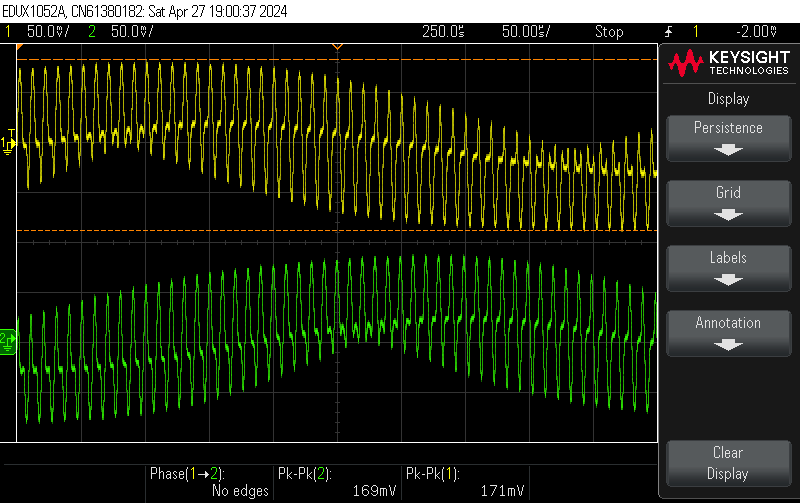 EDUX1052A, CN61380182: Sat Apr 27 19:00:37 2024
1 50.0V/ 2 50.0V/ 250.0s 50.00s/ Stop 1 -2.00V
KEYSIGHT
TECHNOLOGIES
Display
Persistence
Grid
Labels
Annotation
Clear
Display
T
1
2
Phase(1→2):
No edges
Pk-Pk(2):
169mV
Pk-Pk(1):
171mV